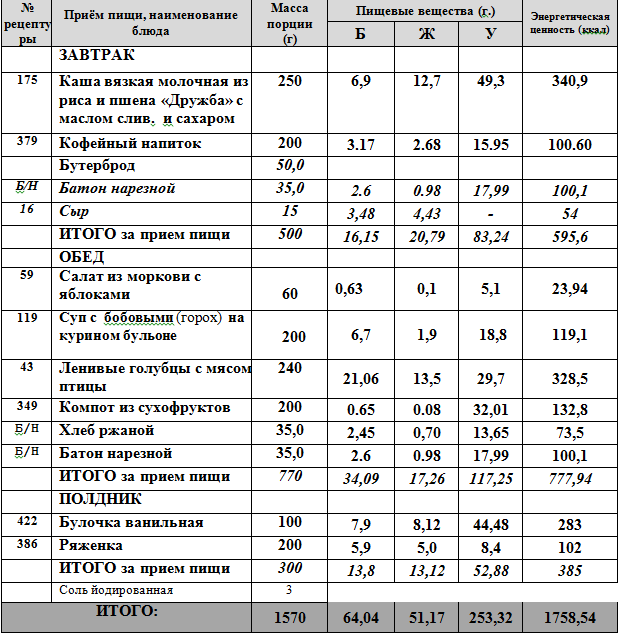 № рецепту ры Приём пищи, наименование блюда Масса порции (г) Пищевые вещества (г.) Энергетическая ценность (ккал)
Б Ж У
ЗАВТРАК
175 Каша вязкая молочная из риса и пшена «Дружба» с маслом слив. и сахаром 250 6,9 12,7 49,3 340,9
379 Кофейный напиток 200 3.17 2.68 15.95 100.60
Бутерброд 50,0
Б/Н Батон нарезной 35,0 2.6 0.98 17,99 100,1
16 Сыр 15 3,48 4,43 - 54
ИТОГО за прием пищи 500 16,15 20,79 83,24 595,6
ОБЕД
59 Салат из моркови с яблоками 60 0,63 0,1 5,1 23,94
119 Суп с бобовыми (горох) на курином бульоне 200 6,7 1,9 18,8 119,1
43 Ленивые голубцы с мясом птицы 240 21,06 13,5 29,7 328,5
349 Компот из сухофруктов 200 0.65 0.08 32,01 132,8
Б/Н Хлеб ржаной 35,0 2,45 0,70 13,65 73,5
Б/Н Батон нарезной 35,0 2.6 0.98 17,99 100,1
ИТОГО за прием пищи 770 34,09 17,26 117,25 777,94
ПОЛДНИК
422 Булочка ванильная 100 7,9 8,12 44,48 283
386 Ряженка 200 5,9 5,0 8,4 102
ИТОГО за прием пищи 300 13,8 13,12 52,88 385
Соль йодированная 3
ИТОГО: 1570 64,04 51,17 253,32 1758,54